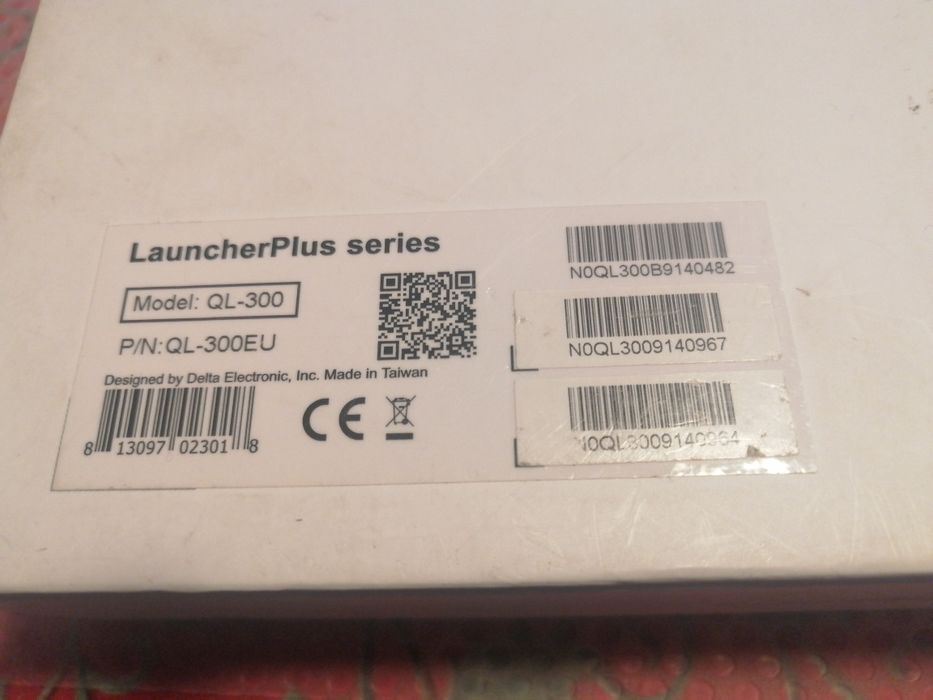 LauncherPlus series
Model: QL-300
P/N:QL-300EU
Designed by Delta Electronic, Inc. Made in Taiwan
8 13097 02301 8
CE
N0QL300B9140482
N0QL3009140967
N0QL3009140964